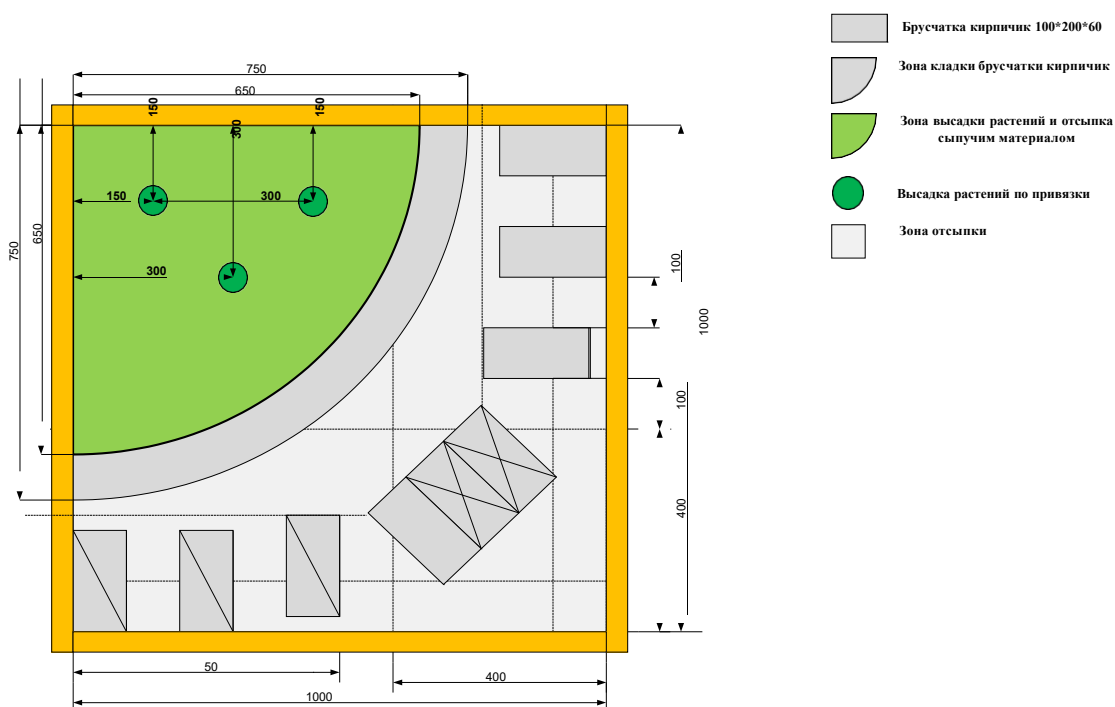 750
650
150
300
150
150
300
300
750
650
100
1000
100
400
50
400
1000
Брусчатка кирпичик 100*200*60
Зона кладки брусчатки кирпичик
Зона высадки растений и отсыпка
сыпучим материалом
Высадка растений по привязки
Зона отсыпки